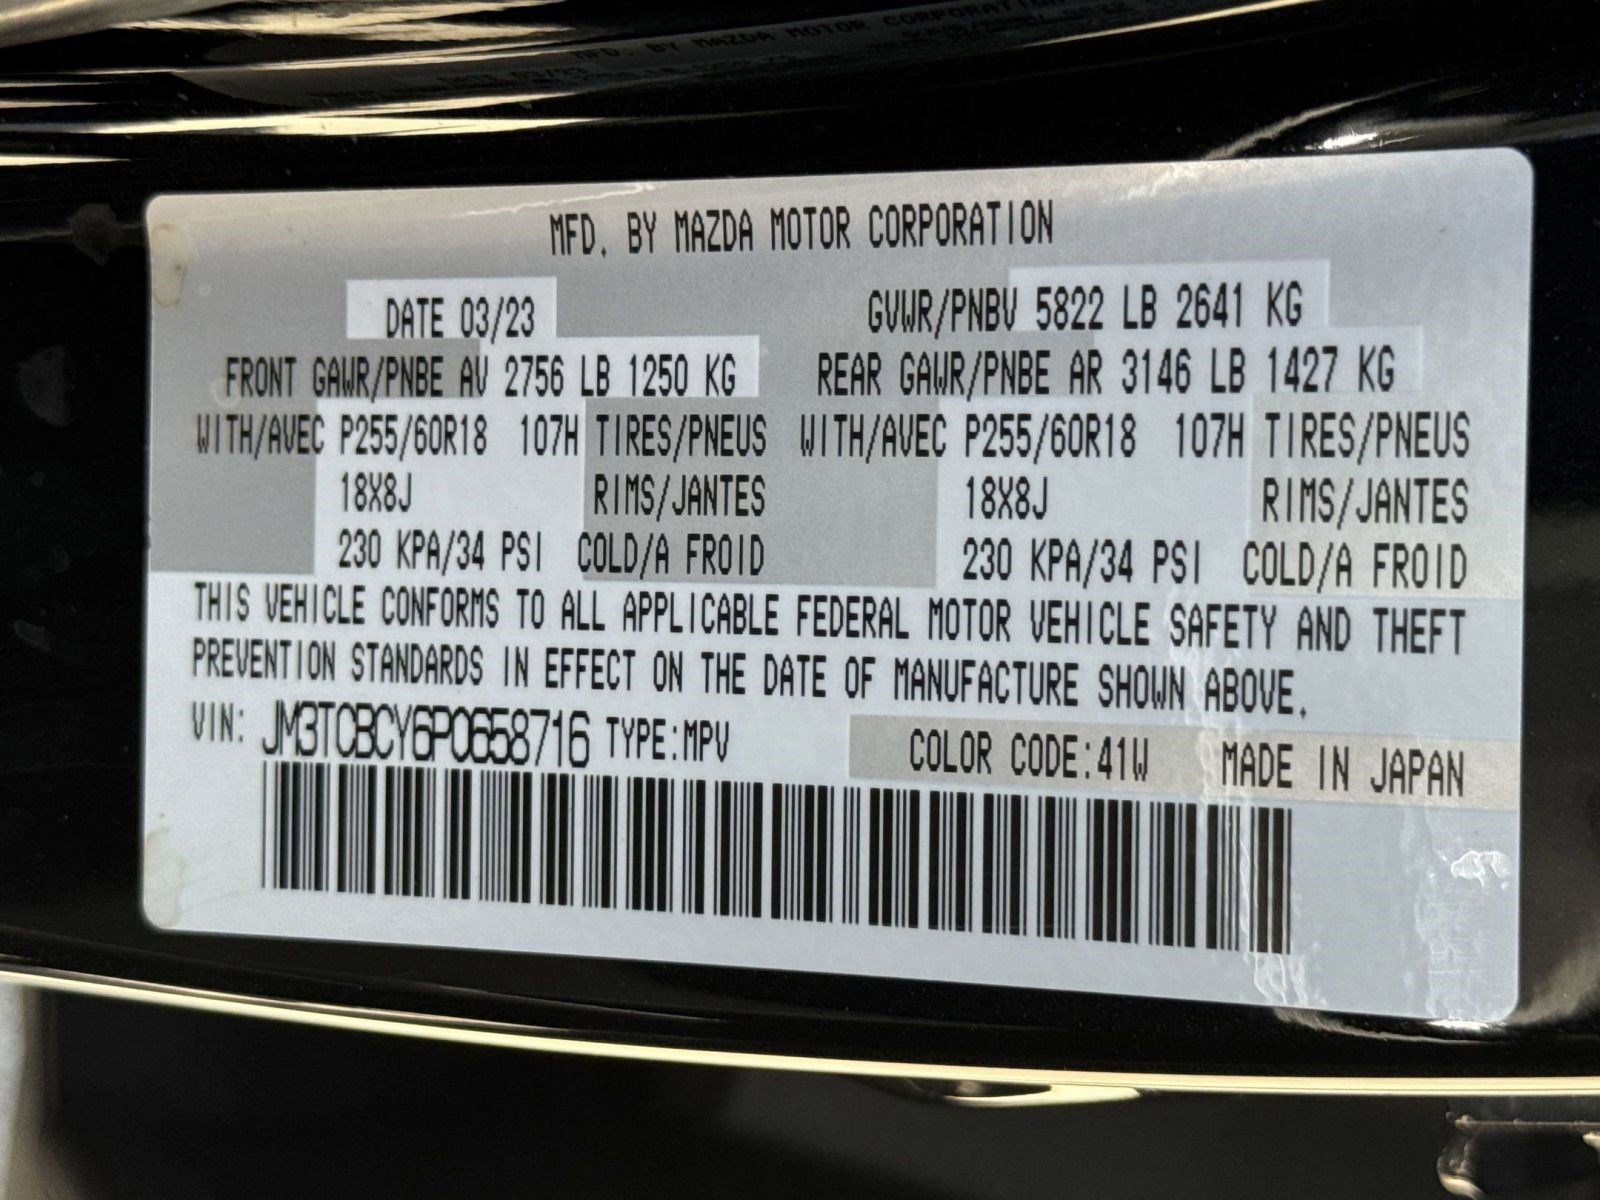 MFD. BY MAZDA MOTOR CORPORATION
DATE 03/23 GVWR/PNBV 5822 LB 2641 KG
FRONT GAWR/PNBE AV 2756 LB 1250 KG REAR GAWR/PNBE AR 3146 LB 1427 KG
WITH/AVEC P255/60R18 107H TIRES/PNEUS WITH/AVEC P255/60R18 107H TIRES/PNEUS
18X8J RIMS/JANTES 18X8J RIMS/JANTES
230 KPA/34 PSI COLD/A FROID 230 KPA/34 PSI COLD/A FROID
THIS VEHICLE CONFORMS TO ALL APPLICABLE FEDERAL MOTOR VEHICLE SAFETY AND THEFT
PREVENTION STANDARDS IN EFFECT ON THE DATE OF MANUFACTURE SHOWN ABOVE.
VIN: JM3TCBCY6P0658716 TYPE:MPV COLOR CODE:41W MADE IN JAPAN